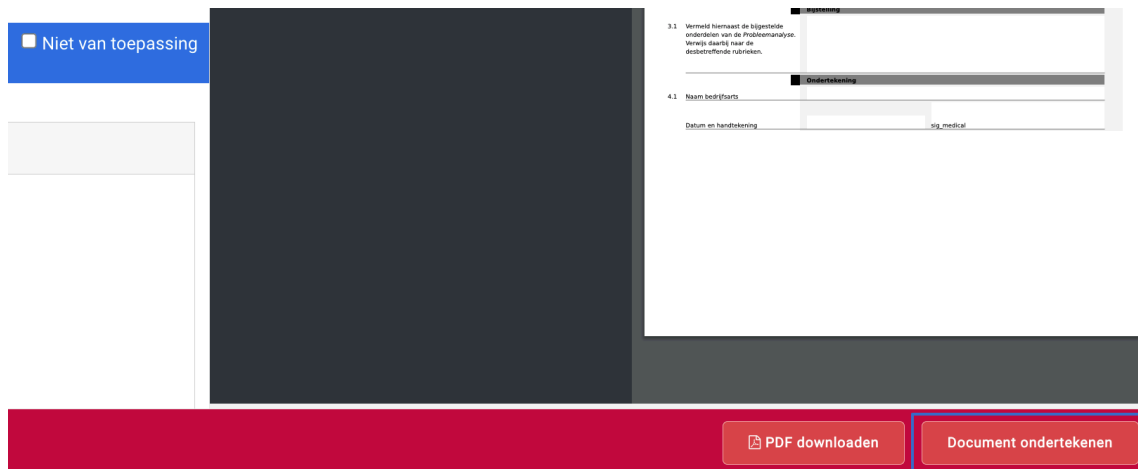 Niet van toepassing
Bijstelling
3.1 Vermeld hiernaast de bijgestelde
onderdelen van de Probleemanalyse.
Verwijs daarbij naar de
desbetreffende rubrieken.
Ondertekening
4.1 Naam bedrijfsarts
Datum en handtekening sig_medical
PDF downloaden Document ondertekenen